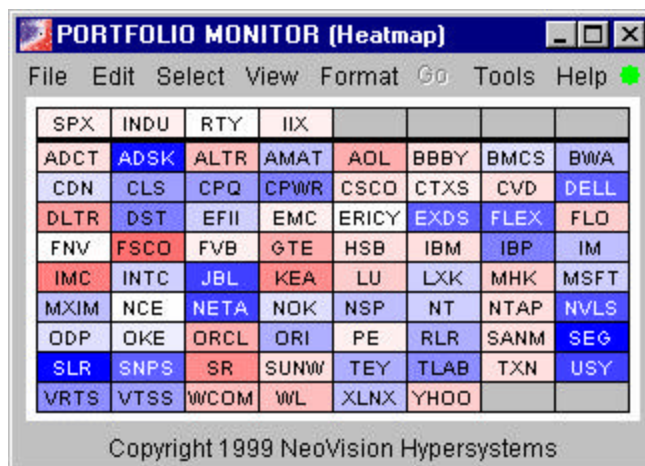 PORTFOLIO MONITOR (Heatmap)
File Edit Select View Format Go Tools Help
SPX INDU RTY IIX
ADCT ADSK ALTR AMAT AOL BBBY BMCS BWA
CDN CLS CPQ CPWR CSCO CTXS CVD DELL
DLTR DST EFII EMC ERICY EXDS FLEX FLO
FNV FSCO FVB GTE HSB IBM IBP IM
IMC INTC JBL KEA LU LXK MHK MSFT
MXIM NCE NETA NOK NSP NT NTAP NVLS
ODP OKE ORCL ORI PE RLR SANM SEG
SLR SNPS SR SUNW TEY TLAB TXN USY
VRTS VTSS WCOM WL XLNX YHOO
Copyright 1999 NeoVision Hypersystems